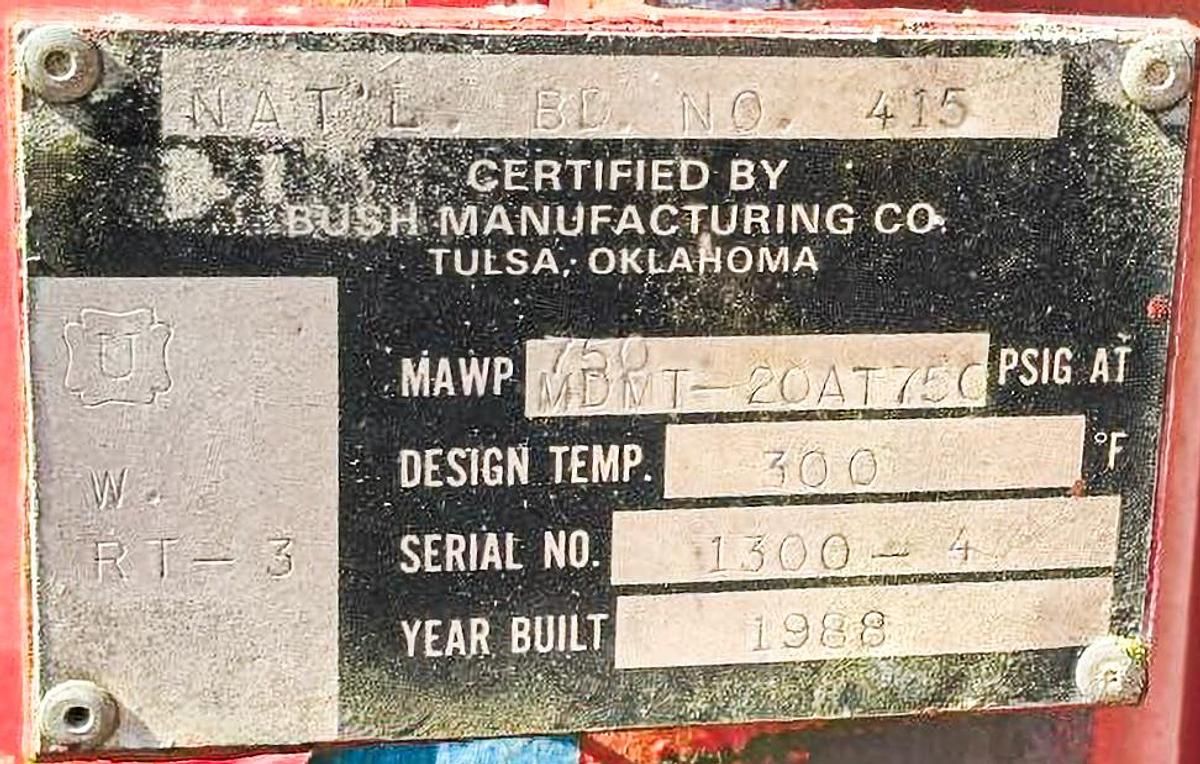 NAT'L. BD. NO. 415
CERTIFIED BY
BUSH MANUFACTURING CO.
TULSA, OKLAHOMA
U
W.
RT-3
MAWP 750 PSIG AT
MDMT-20AT750
DESIGN TEMP. 300 °F
SERIAL NO. 1300-4
YEAR BUILT 1988